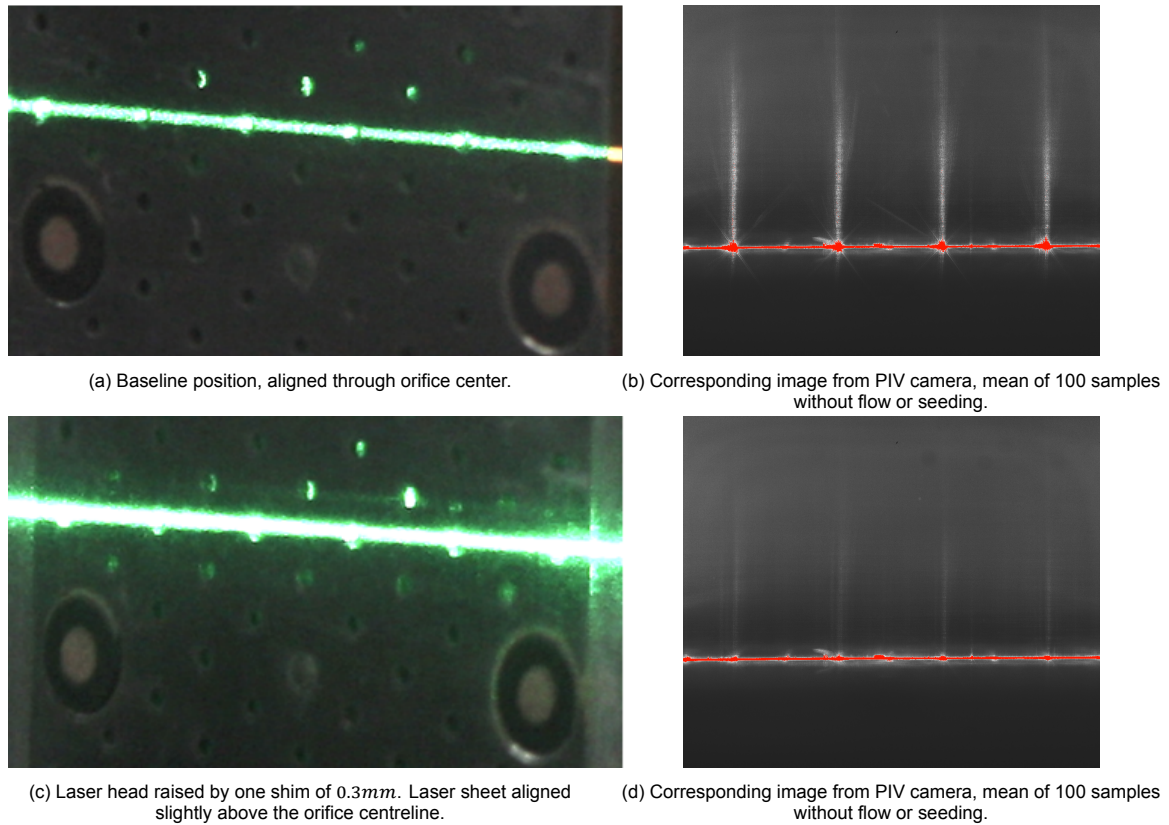 (a) Baseline position, aligned through orifice center.
(b) Corresponding image from PIV camera, mean of 100 samples
without flow or seeding.
(c) Laser head raised by one shim of 0.3mm. Laser sheet aligned
slightly above the orifice centreline.
(d) Corresponding image from PIV camera, mean of 100 samples
without flow or seeding.